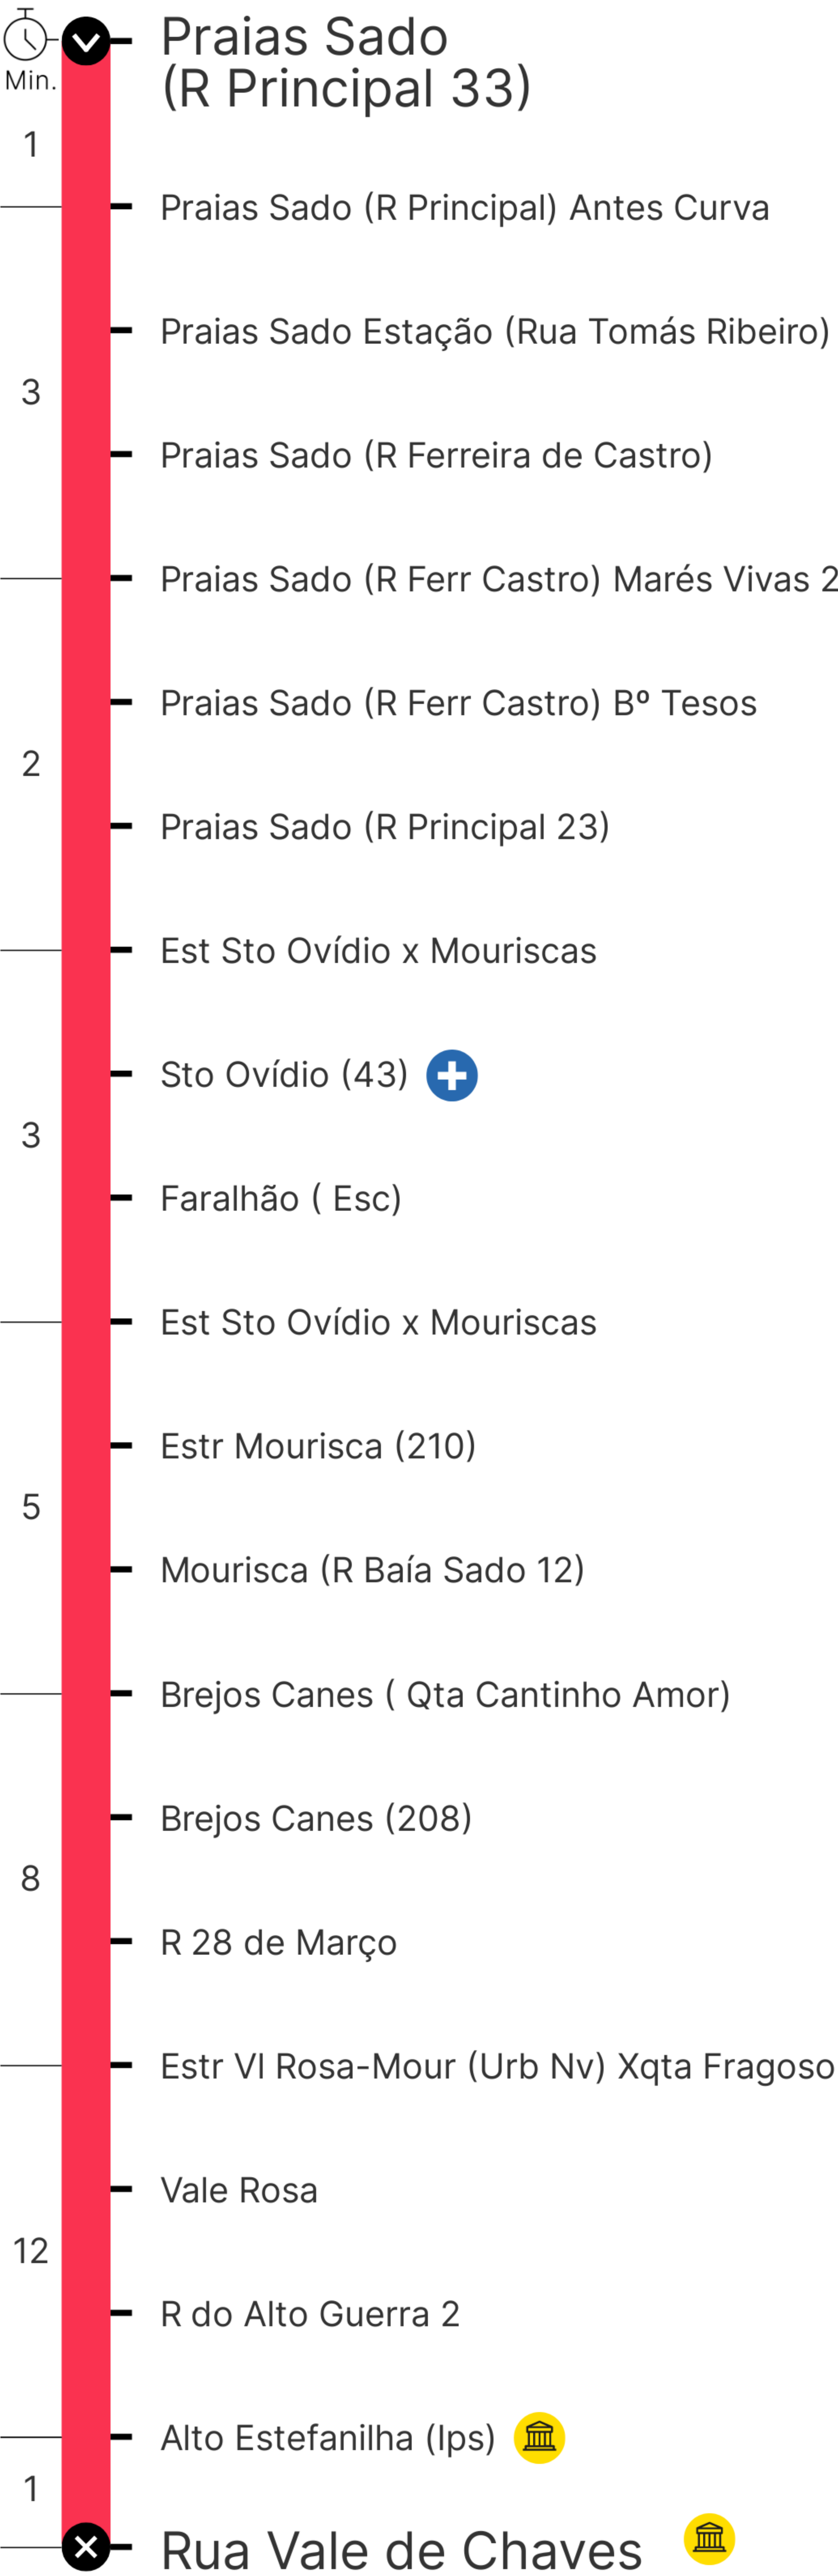 Praias Sado
(R Principal 33)
Min.
1
Praias Sado (R Principal) Antes Curva
Praias Sado Estação (Rua Tomás Ribeiro)
3
Praias Sado (R Ferreira de Castro)
Praias Sado (R Ferr Castro) Marés Vivas 2
Praias Sado (R Ferr Castro) Bº Tesos
2
Praias Sado (R Principal 23)
Est Sto Ovídio x Mouriscas
Sto Ovídio (43)
3
Faralhão ( Esc)
Est Sto Ovídio x Mouriscas
Estr Mourisca (210)
5
Mourisca (R Baía Sado 12)
Brejos Canes ( Qta Cantinho Amor)
Brejos Canes (208)
8
R 28 de Março
Estr Vl Rosa-Mour (Urb Nv) Xqta Fragoso
Vale Rosa
12
R do Alto Guerra 2
Alto Estefanilha (Ips)
1
Rua Vale de Chaves